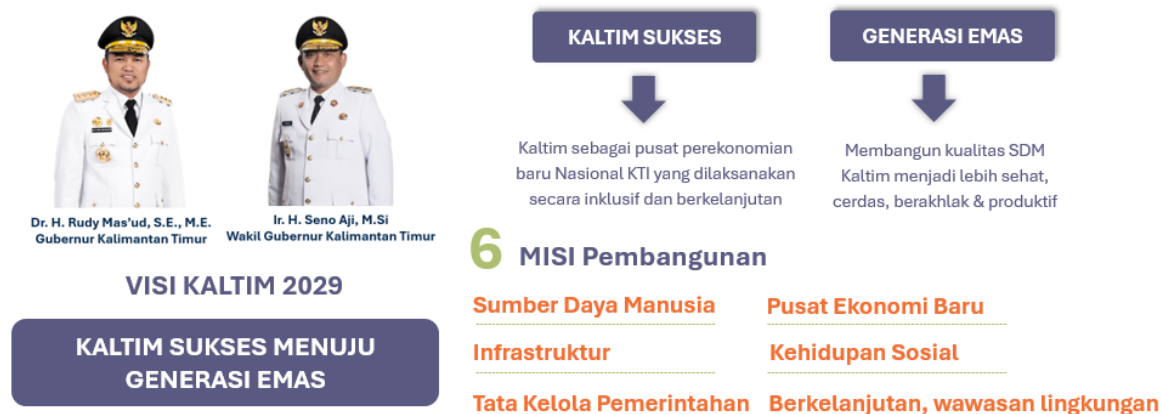 Dr. H. Rudy Mas'ud, S.E., M.E.
Gubernur Kalimantan Timur
Ir. H. Seno Aji, M.Si
Wakil Gubernur Kalimantan Timur
VISI KALTIM 2029
KALTIM SUKSES MENUJU
GENERASI EMAS
KALTIM SUKSES
Kaltim sebagai pusat perekonomian
baru Nasional KTI yang dilaksanakan
secara inklusif dan berkelanjutan
GENERASI EMAS
Membangun kualitas SDM
Kaltim menjadi lebih sehat,
cerdas, berakhlak & produktif
6 MISI Pembangunan
Sumber Daya Manusia
Pusat Ekonomi Baru
Infrastruktur
Kehidupan Sosial
Tata Kelola Pemerintahan
Berkelanjutan, wawasan lingkungan